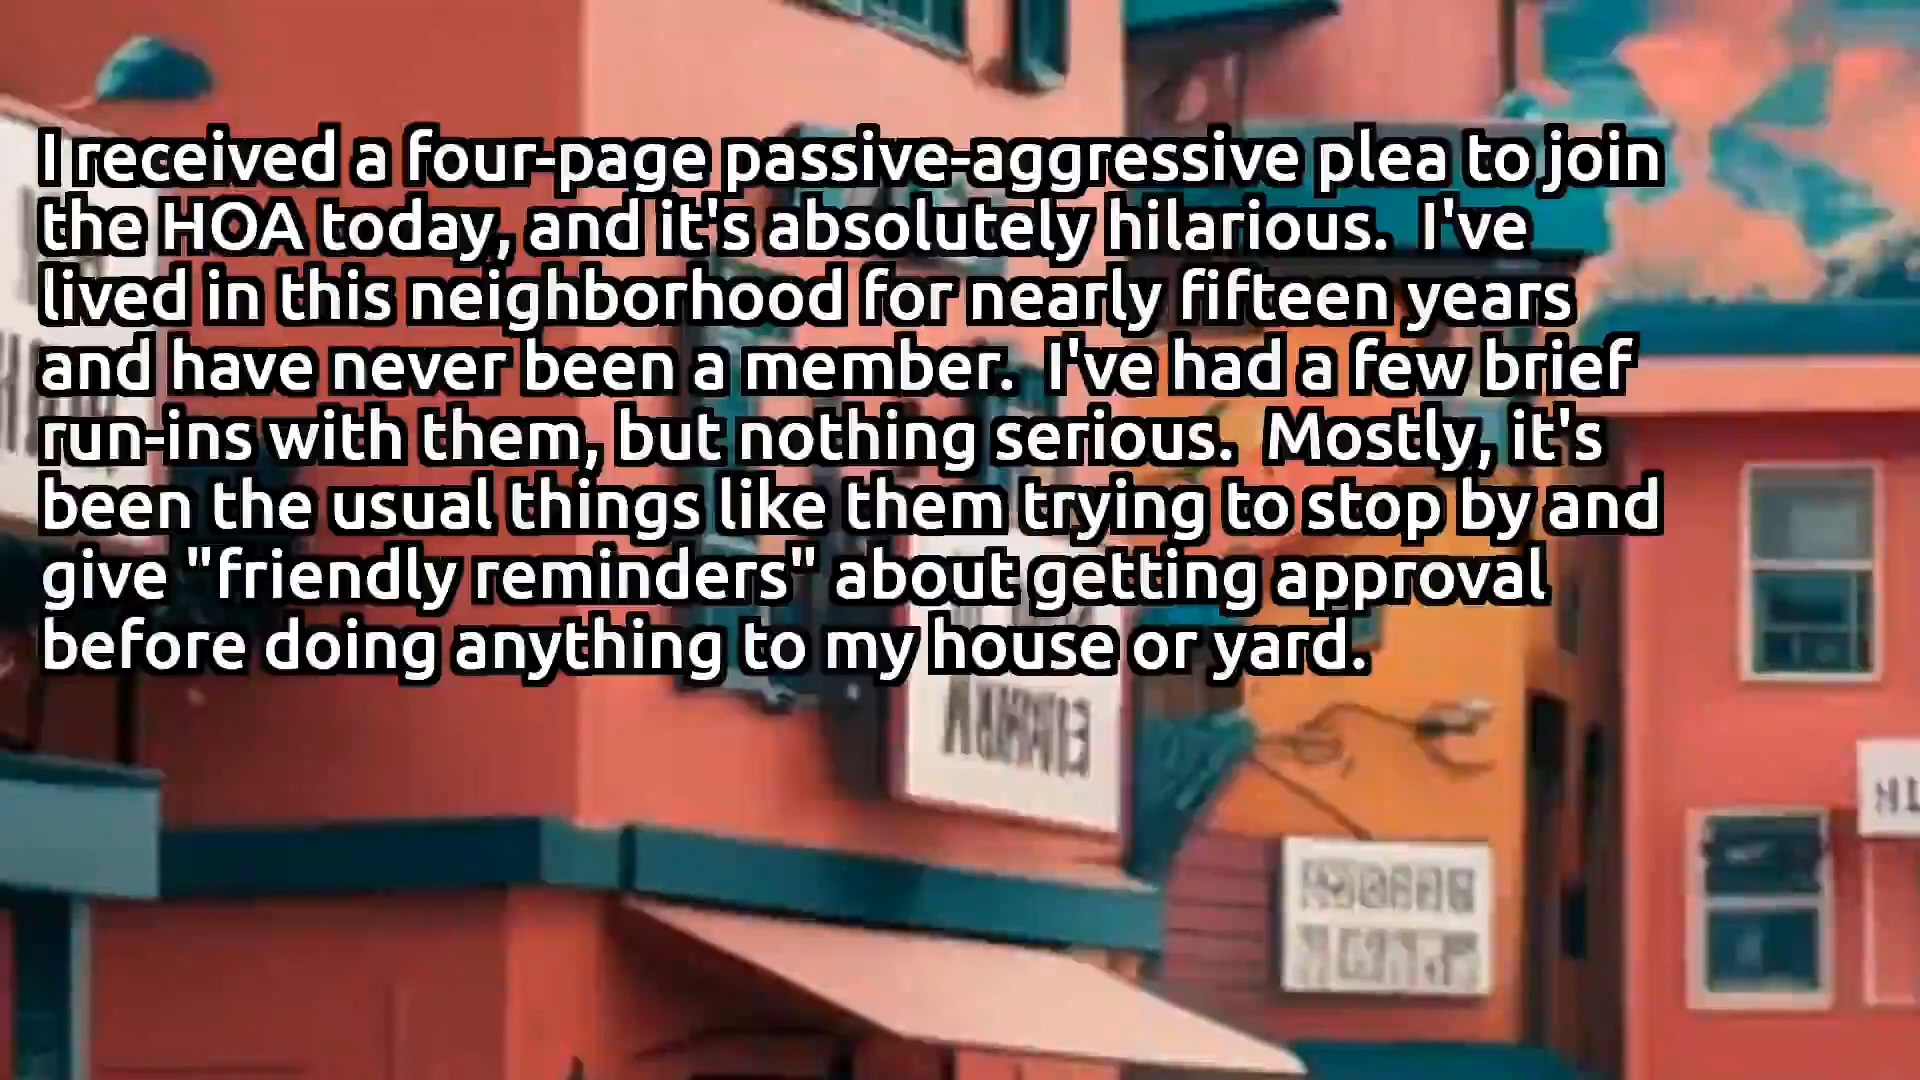 I received a four-page passive-aggressive plea to join
the HOA today, and it's absolutely hilarious.  I've
lived in this neighborhood for nearly fifteen years
and have never been a member.  I've had a few brief
run-ins with them, but nothing serious.  Mostly, it's
been the usual things like them trying to stop by and
give "friendly reminders" about getting approval
before doing anything to my house or yard.